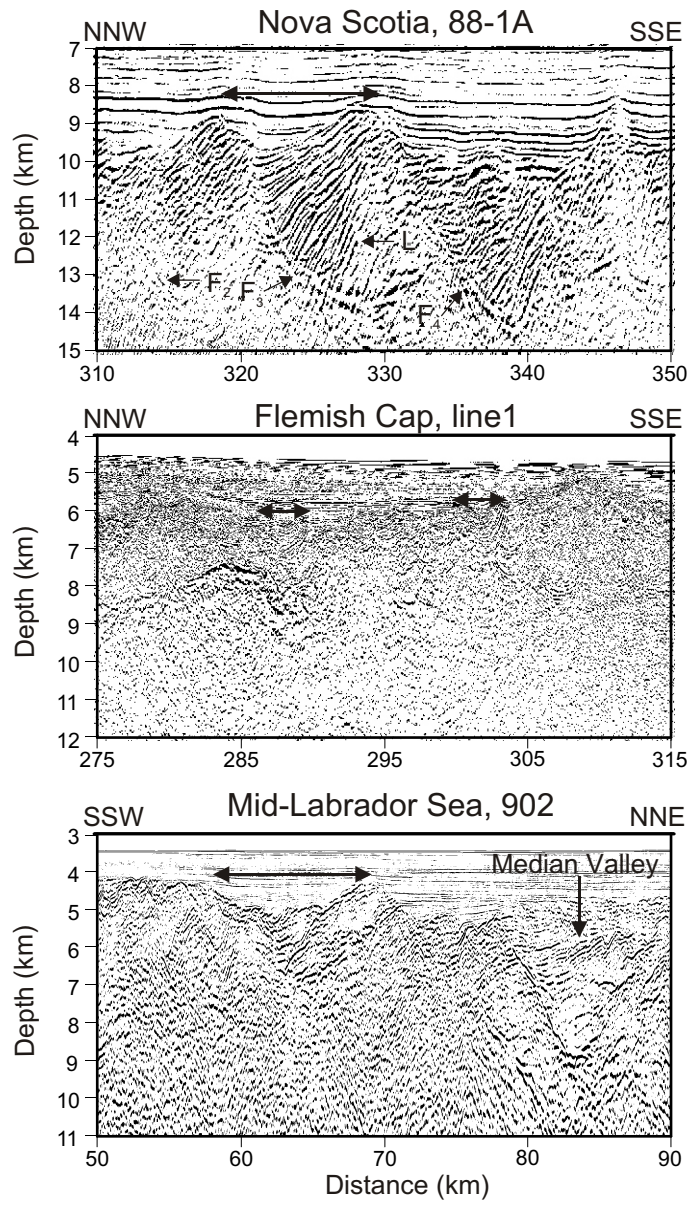 Nova Scotia, 88-1A
NNW SSE
7
8
9
10
11
12
13
14
15
Depth (km)
L
F2 F3
F4
310 320 330 340 350
Flemish Cap, line1
NNW SSE
4
5
6
7
8
9
10
11
12
Depth (km)
275 285 295 305 315
Mid-Labrador Sea, 902
SSW NNE
3
4
5
6
7
8
9
10
11
Depth (km)
Median Valley
50 60 70 80 90
Distance (km)